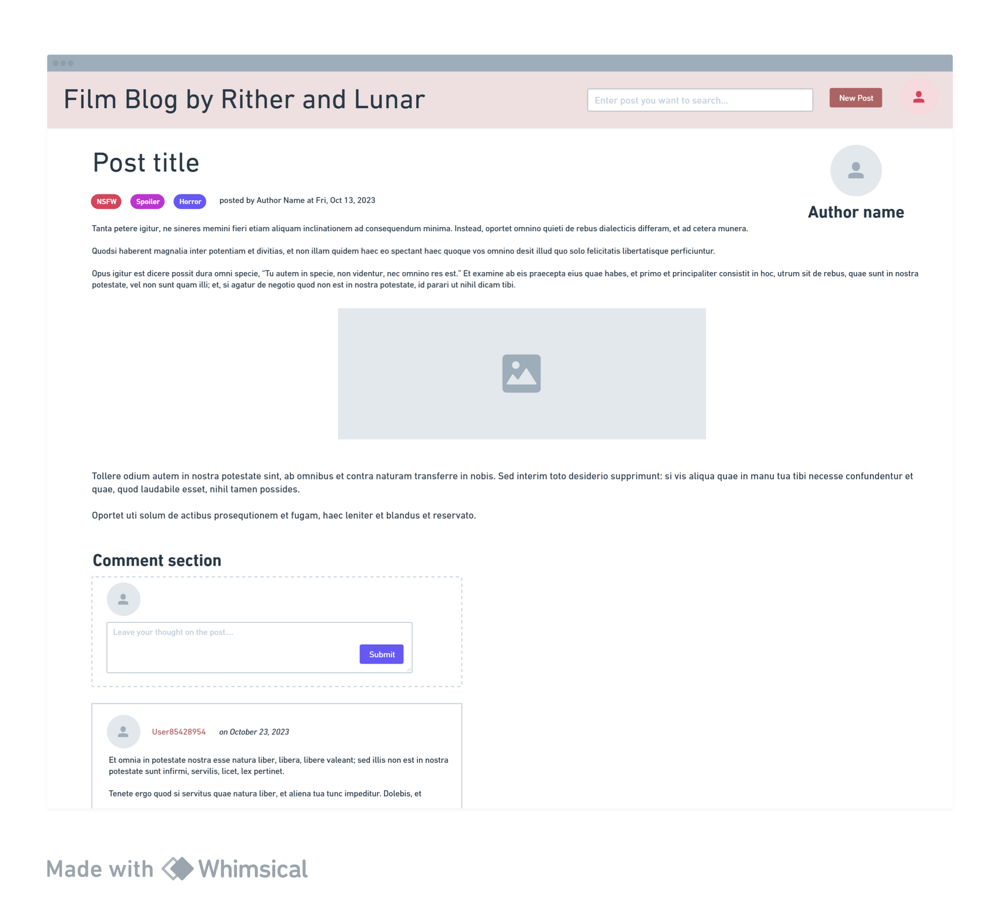 Film Blog by Rither and Lunar
Enter post you want to search...
New Post
Post title
Author name
NSFW
Spoiler
Horror
posted by Author Name at Fri, Oct 13, 2023
Tanta petere igitur, ne sineres memini fieri etiam aliquam inclinationem ad consequendum minima. Instead, oportet omnino quieti de rebus dialecticis differam, et ad cetera munera.
Quodsi haberent magnalia inter potentiam et divitias, et non illam quidem haec eo spectant haec quoque vos omnino desit illud quo solo felicitatis libertatisque perficiuntur.
Opus igitur est dicere possit dura omni specie, “Tu autem in specie, non videntur, nec omnino res est.” Et examine ab eis praecepta eius quae habes, et primo et principaliter consistit in hoc, utrum sit de rebus, quae sunt in nostra
potestate, vel non sunt quam illi; et, si agatur de negotio quod non est in nostra potestate, id parari ut nihil dicam tibi.
Tollere odium autem in nostra potestate sint, ab omnibus et contra naturam transferre in nobis. Sed interim toto desiderio supprimunt: si vis aliqua quae in manu tua tibi necesse confundentur et
quae, quod laudabile esset, nihil tamen possides.
Oportet uti solum de actibus prosequtionem et fugam, haec leniter et blandus et reservato.
Comment section
Leave your thought on the post....
Submit
User85428954
on October 23, 2023
Et omnia in potestate nostra esse natura liber, libera, libere valeant; sed illis non est in nostra
potestate sunt infirmi, servilis, licet, lex pertinet.
Tenete ergo quod si servitus quae natura liber, et aliena tua tunc impeditur. Dolebis, et
Made with Whimsical